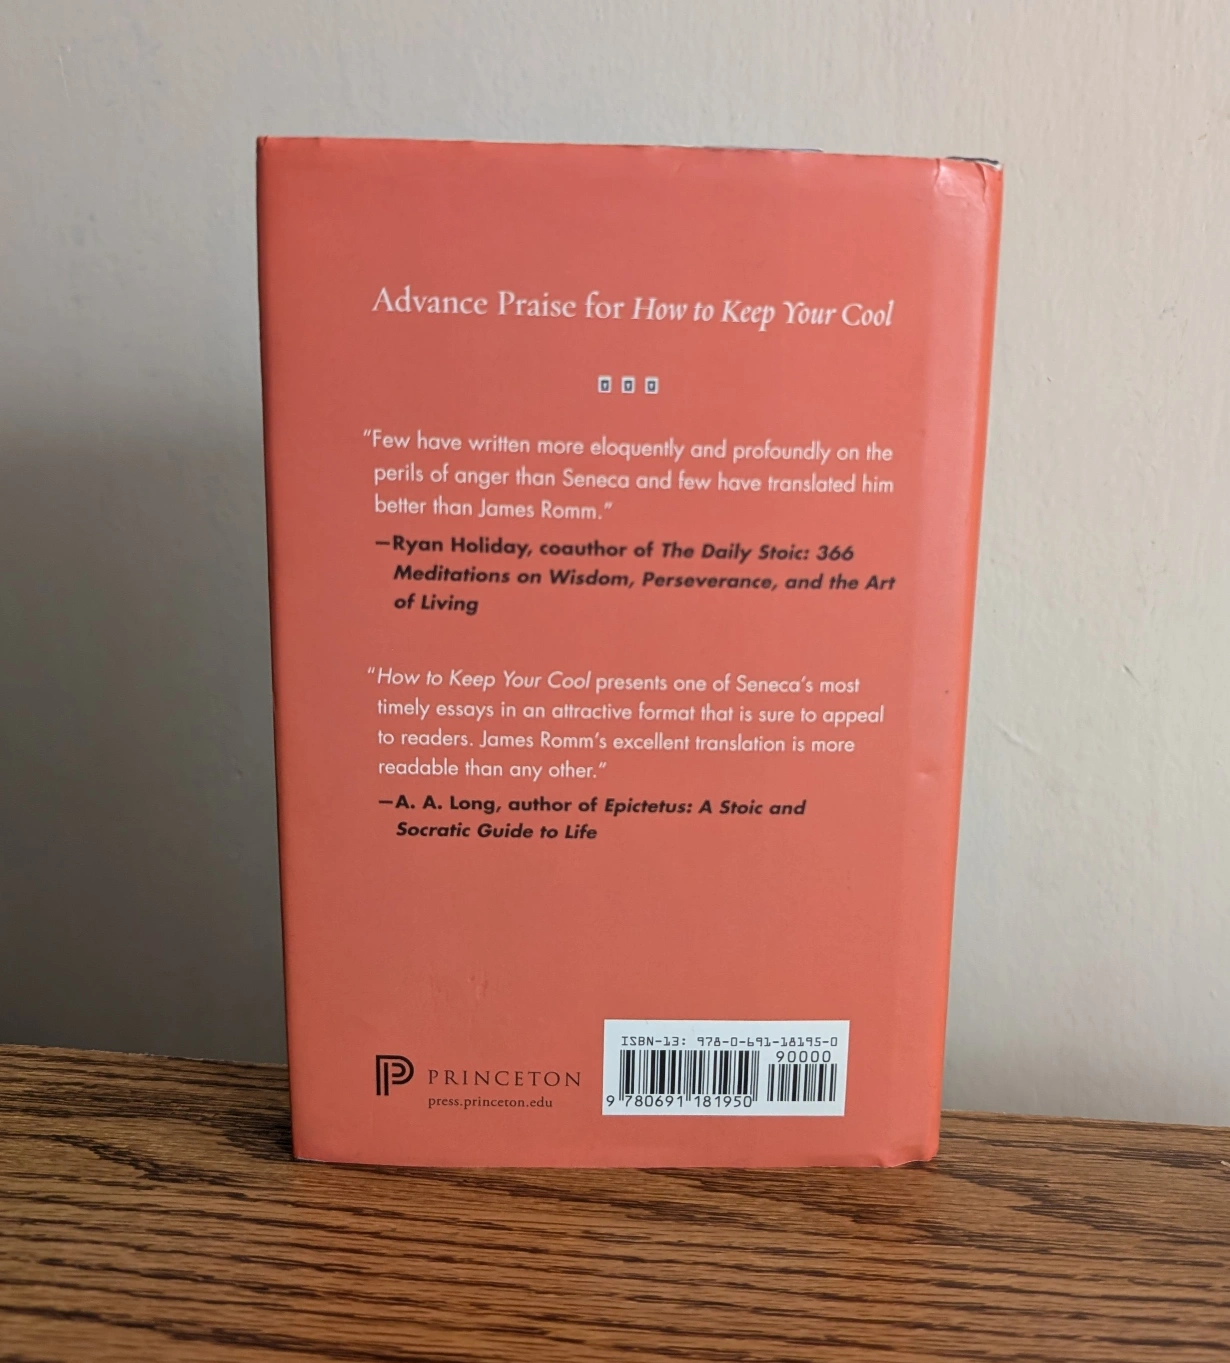 Advance Praise for How to Keep Your Cool
“Few have written more eloquently and profoundly on the
perils of anger than Seneca and few have translated him
better than James Romm.”
—Ryan Holiday, coauthor of The Daily Stoic: 366
Meditations on Wisdom, Perseverance, and the Art
of Living
“How to Keep Your Cool presents one of Seneca’s most
timely essays in an attractive format that is sure to appeal
to readers. James Romm’s excellent translation is more
readable than any other.”
—A. A. Long, author of Epictetus: A Stoic and
Socratic Guide to Life
PRINCETON
press.princeton.edu
ISBN-13: 978-0-691-18195-0
90000
9 780691 181950